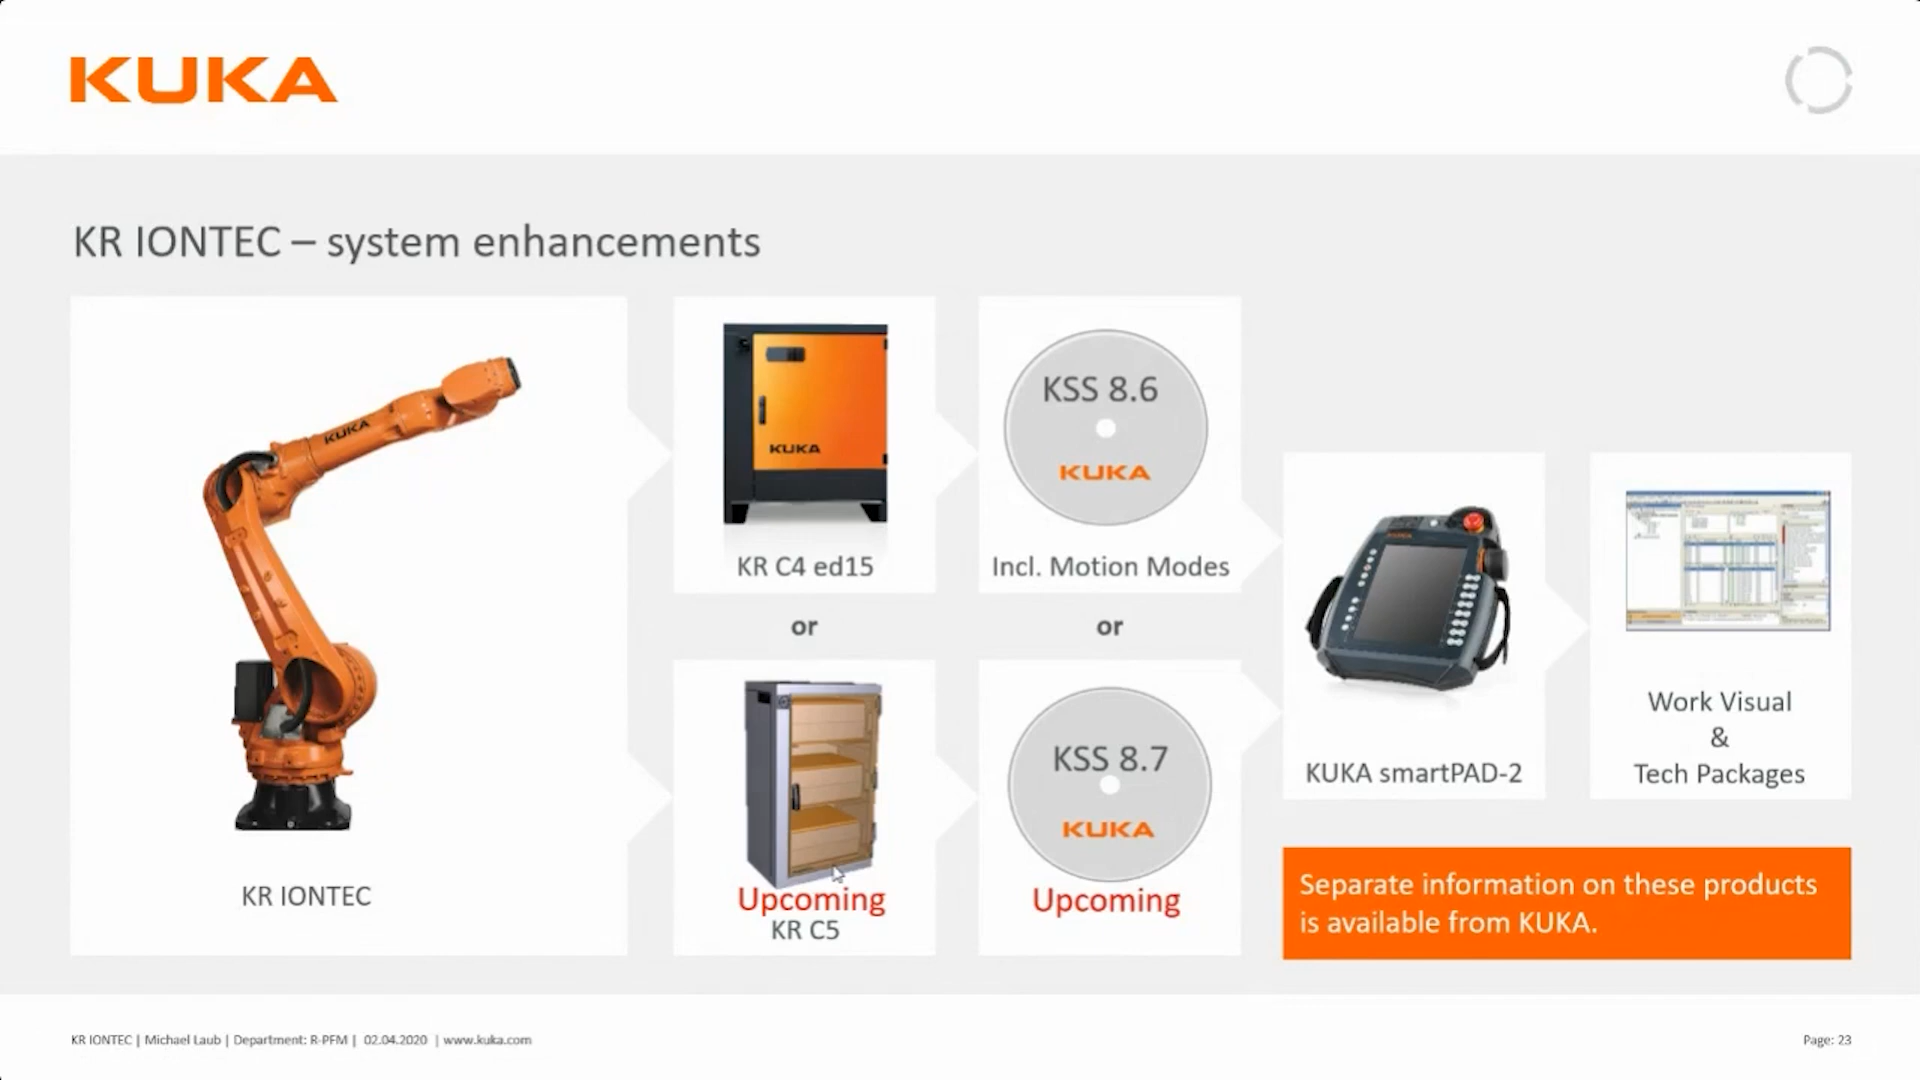 KUKA
KR IONTEC – system enhancements
KUKA
KR IONTEC
KUKA
KR C4 ed15
or
Upcoming
KR C5
KSS 8.6
KUKA
Incl. Motion Modes
or
KSS 8.7
KUKA
Upcoming
KUKA smartPAD-2
Work Visual
&
Tech Packages
Separate information on these products
is available from KUKA.
KR IONTEC | Michael Laub | Department: R-PFM | 02.04.2020 | www.kuka.com
Page: 23